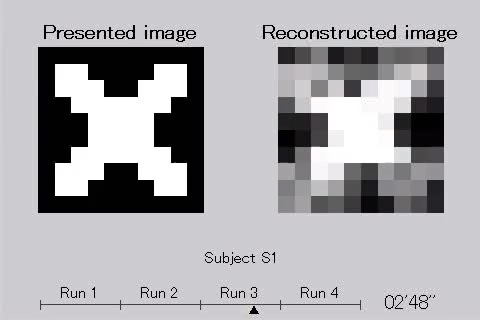 Presented image
Reconstructed image
Subject S1
Run 1
Run 2
Run 3
Run 4
02'48"